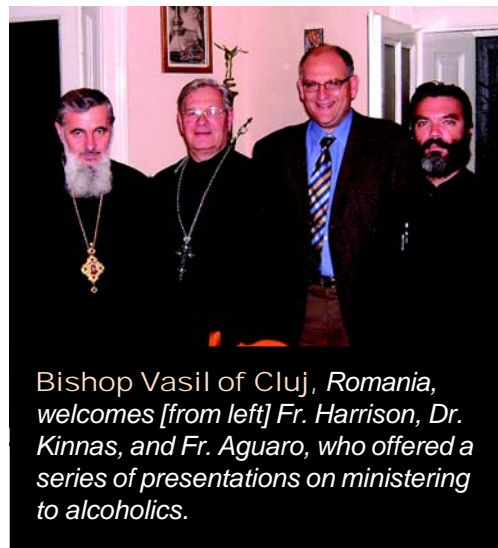 Bishop Vasil of Cluj, Romania,
welcomes [from left] Fr. Harrison, Dr.
Kinnas, and Fr. Aguaro, who offered a
series of presentations on ministering
to alcoholics.